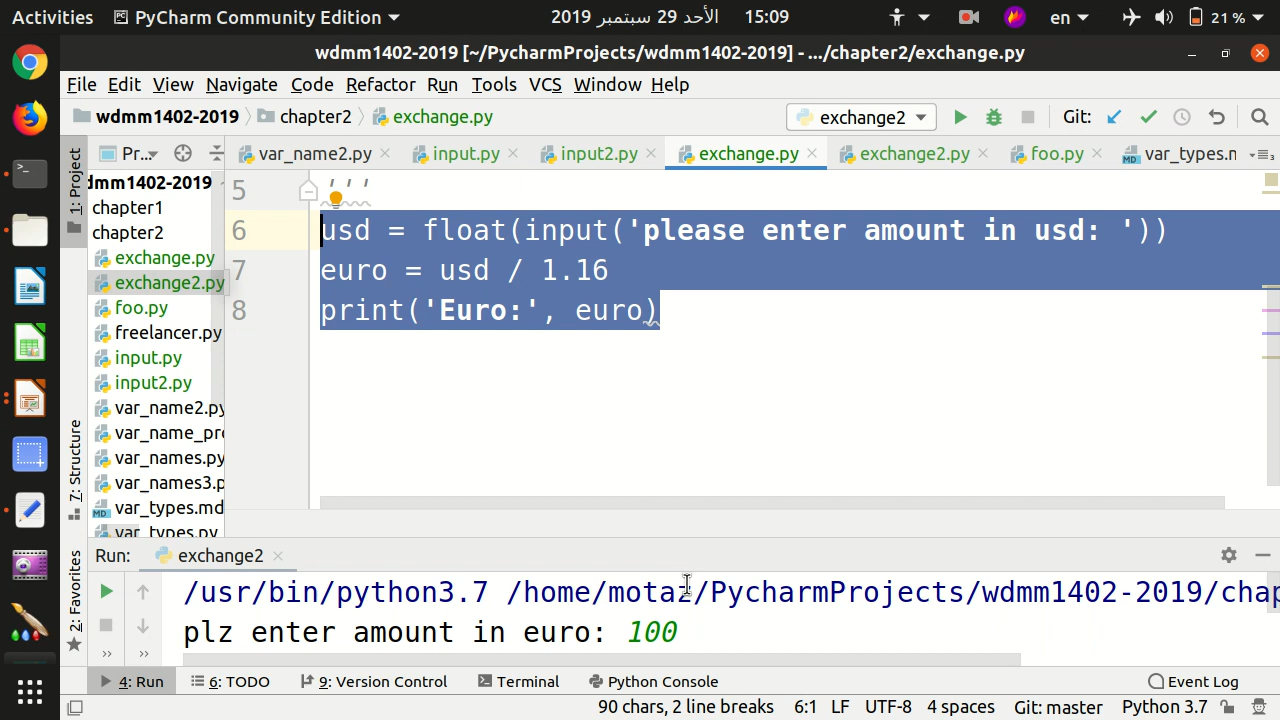 Activities PyCharm Community Edition 2019 الأحد 29 سبتمبر 15:09 en 21 %
wdmm1402-2019 [~/PycharmProjects/wdmm1402-2019] - .../chapter2/exchange.py
File Edit View Navigate Code Refactor Run Tools VCS Window Help
wdmm1402-2019 chapter2 exchange.py exchange2 Git:
1: Project
Pr... var_name2.py input.py input2.py exchange.py exchange2.py foo.py var_types.n
dmm1402-2019
chapter1
chapter2
exchange.py
exchange2.py
foo.py
freelancer.py
input.py
input2.py
var_name2.py
var_name_pr
var_names.py
var_names3.p
var_types.md
var_types.py
5 '''
6 usd = float(input('please enter amount in usd: '))
7 euro = usd / 1.16
8 print('Euro:', euro)
7: Structure
2: Favorites
Run: exchange2
/usr/bin/python3.7 /home/motaz/PycharmProjects/wdmm1402-2019/chap
plz enter amount in euro: 100
4: Run 6: TODO 9: Version Control Terminal Python Console Event Log
90 chars, 2 line breaks 6:1 LF UTF-8 4 spaces Git: master Python 3.7